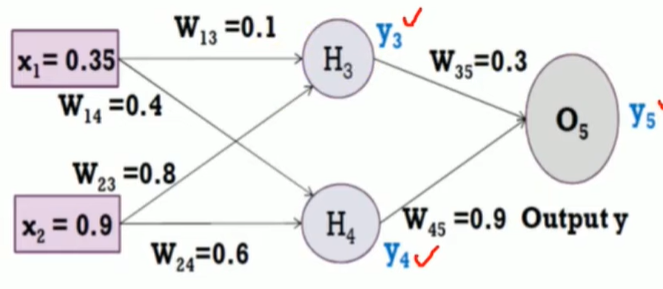 W₁₃ =0.1
y₃
H₃
x₁= 0.35
W₃₅=0.3
W₁₄ =0.4
O₅
y₅
W₂₃ =0.8
x₂ = 0.9
H₄
W₄₅ =0.9 Output y
W₂₄=0.6
y₄